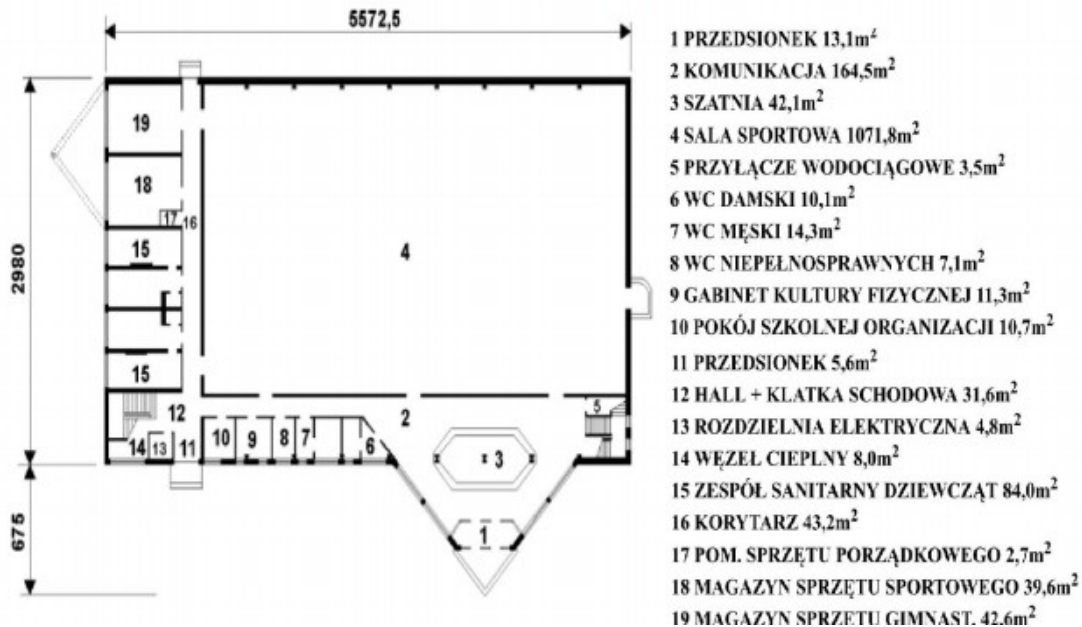 5572,5
2980
675
19
18
17
16
15
4
15
12
2
5
10
9
8
7
6
3
14
13
11
1
1 PRZEDSIONEK 13,1m²
2 KOMUNIKACJA 164,5m²
3 SZATNIA 42,1m²
4 SALA SPORTOWA 1071,8m²
5 PRZYŁĄCZE WODOCIĄGOWE 3,5m²
6 WC DAMSKI 10,1m²
7 WC MĘSKI 14,3m²
8 WC NIEPEŁNOSPRAWNYCH 7,1m²
9 GABINET KULTURY FIZYCZNEJ 11,3m²
10 POKÓJ SZKOLNEJ ORGANIZACJI 10,7m²
11 PRZEDSIONEK 5,6m²
12 HALL + KLATKA SCHODOWA 31,6m²
13 ROZDZIELNIA ELEKTRYCZNA 4,8m²
14 WĘZEŁ CIEPLNY 8,0m²
15 ZESPÓŁ SANITARNY DZIEWCZĄT 84,0m²
16 KORYTARZ 43,2m²
17 POM. SPRZĘTU PORZĄDKOWEGO 2,7m²
18 MAGAZYN SPRZĘTU SPORTOWEGO 39,6m²
19 MAGAZYN SPRZĘTU GIMNAST. 42,6m²